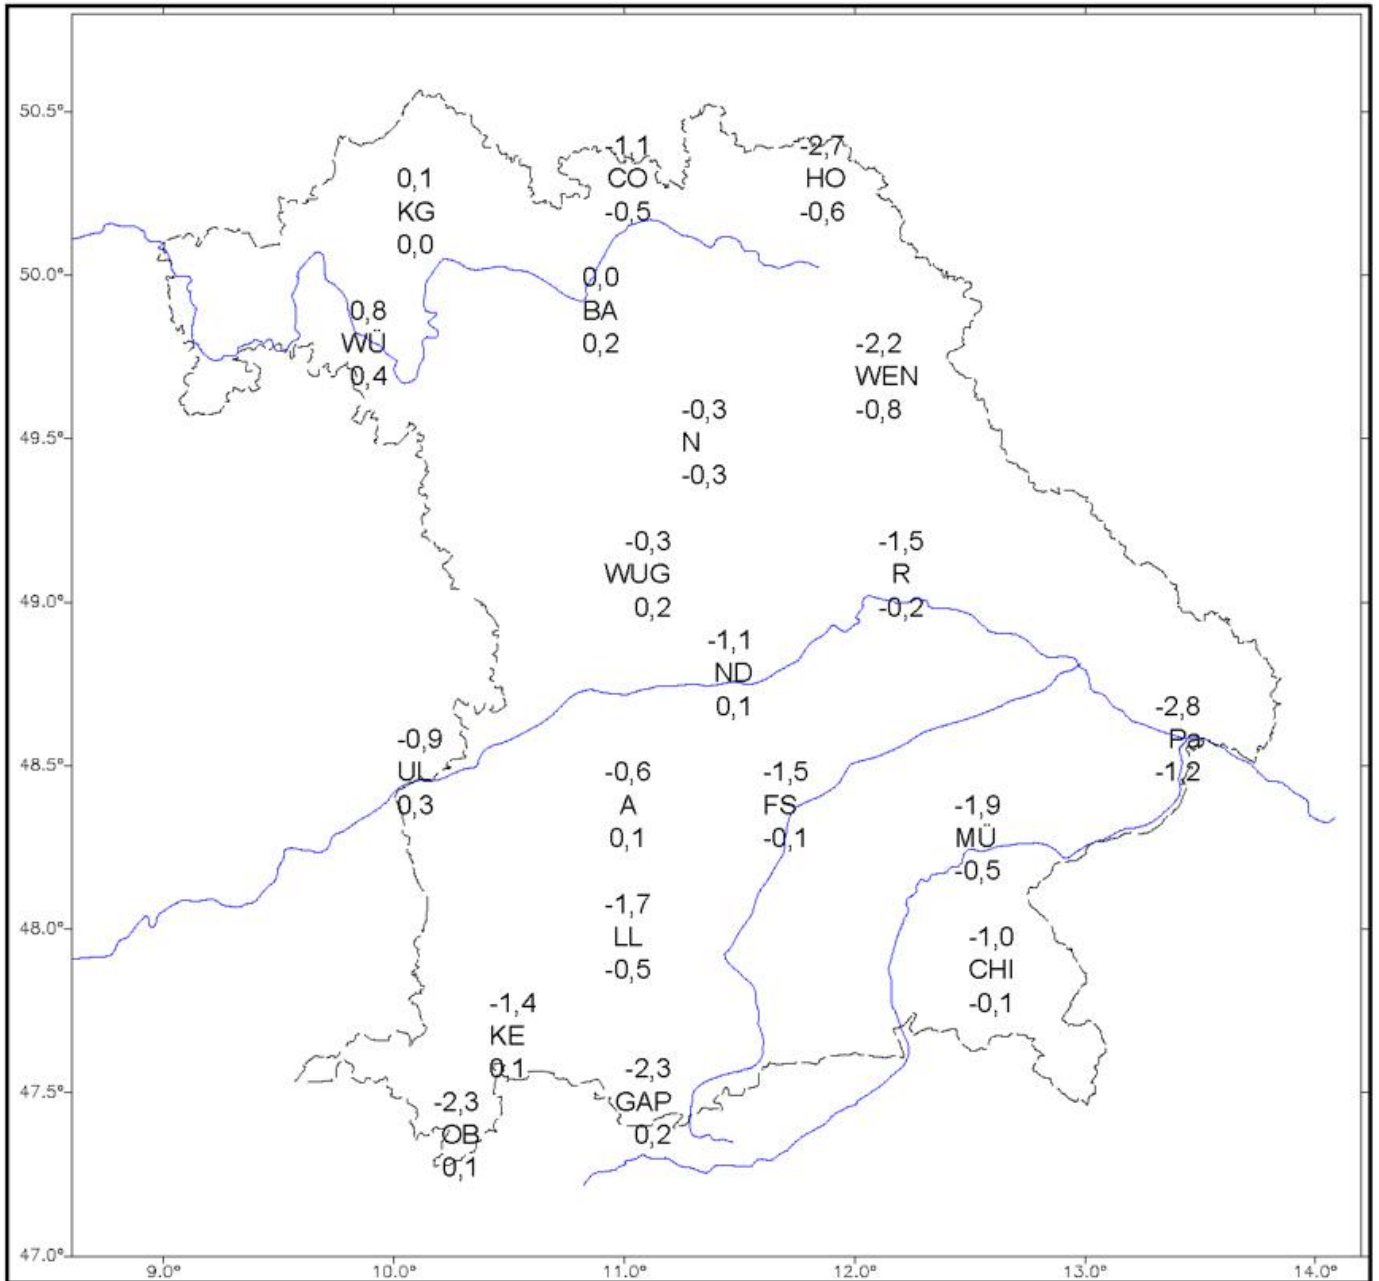 50.5°
-1,1
CO
-0,5
-2,7
HO
-0,6
0,1
KG
0,0
50.0°
0,0
BA
0,2
0,8
WÜ
0,4
-2,2
WEN
-0,8
49.5°
-0,3
N
-0,3
-0,3
WUG
0,2
-1,5
R
-0,2
49.0°
-1,1
ND
0,1
-2,8
Pa
-1,2
-0,9
UL
0,3
48.5°
-0,6
A
0,1
-1,5
FS
-0,1
-1,9
MÜ
-0,5
-1,7
LL
-0,5
48.0°
-1,0
CHI
-0,1
-1,4
KE
0,1
-2,3
GAP
0,2
47.5°
-2,3
OB
0,1
47.0°
9.0° 10.0° 11.0° 12.0° 13.0° 14.0°